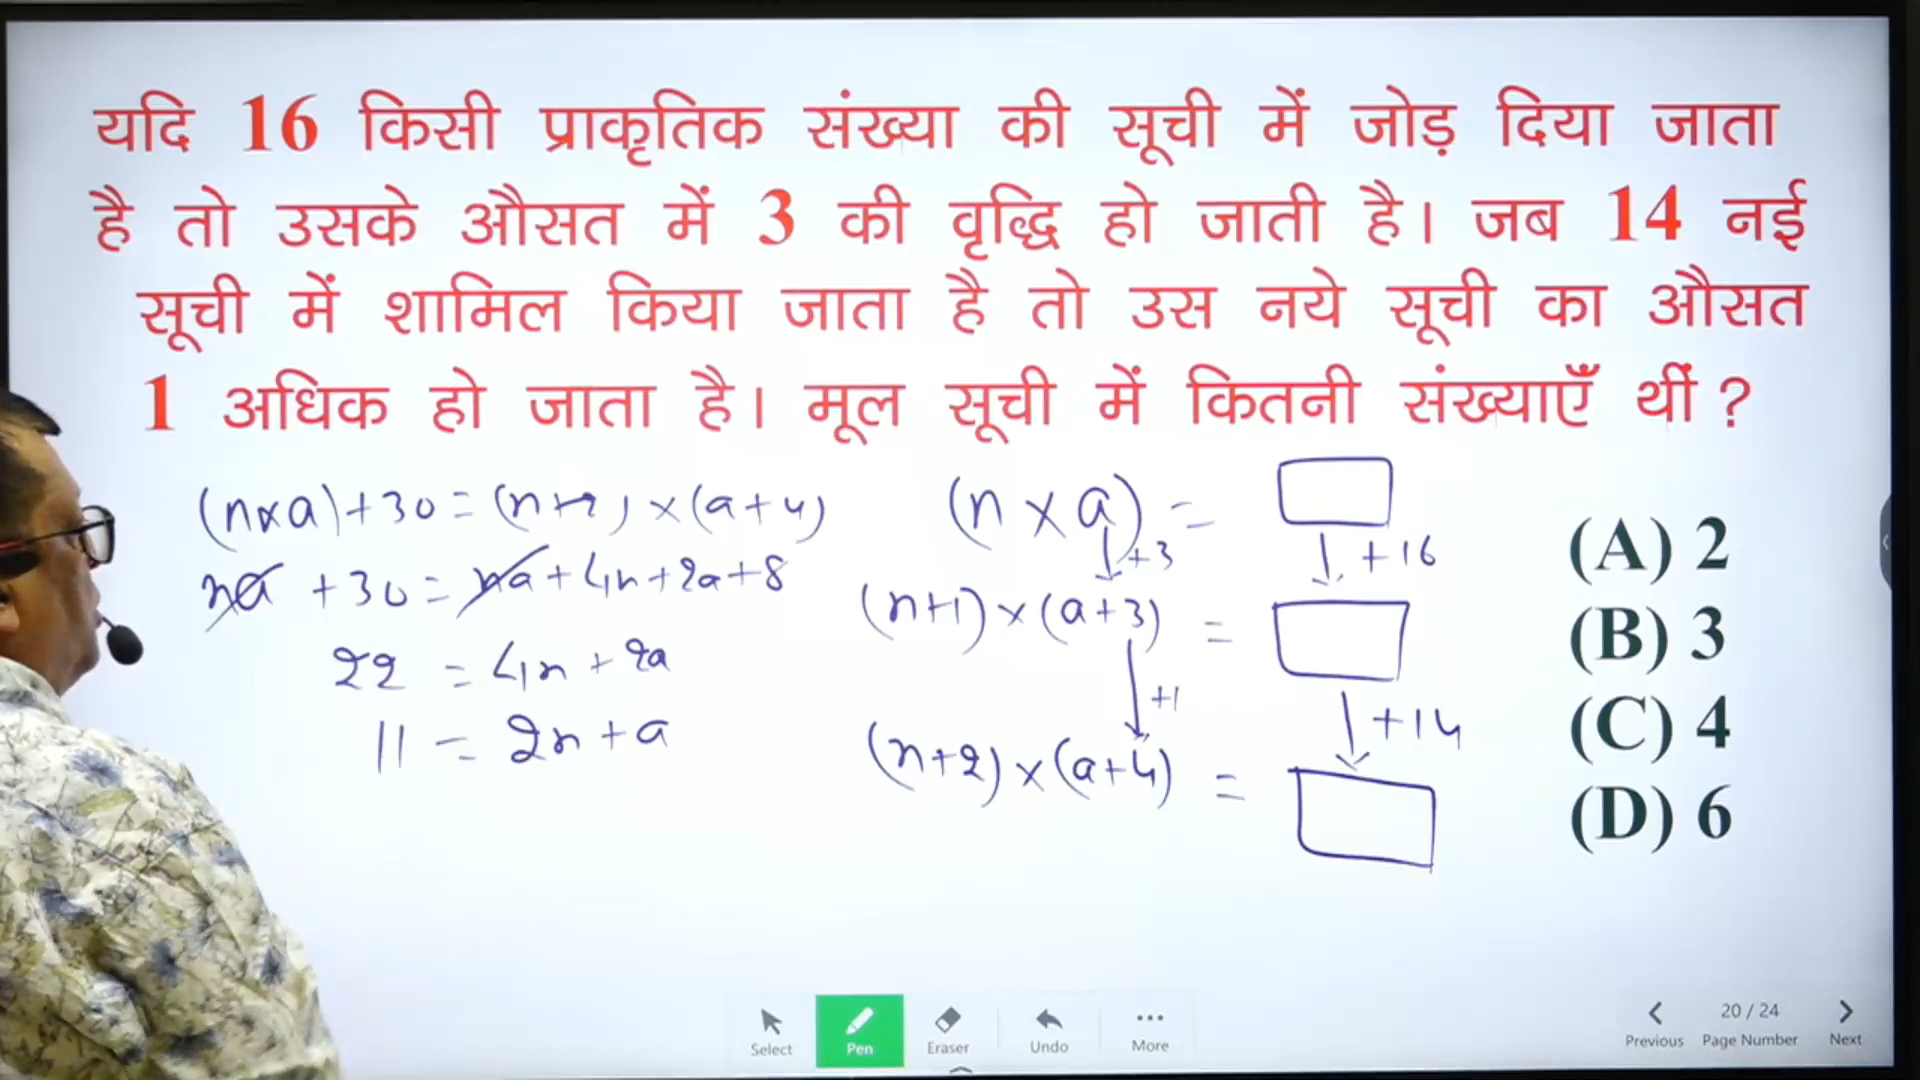 यदि 16 किसी प्राकृतिक संख्या की सूची में जोड़ दिया जाता
है तो उसके औसत में 3 की वृद्धि हो जाती है। जब 14 नई
सूची में शामिल किया जाता है तो उस नये सूची का औसत
1 अधिक हो जाता है। मूल सूची में कितनी संख्याएँ थीं ?
(n×a)+30 = (n+2)×(a+4)
na +30 = na+4n+2a+8
22 = 4n + 2a
11 = 2n + a
(n × a) =
+3
+16
(n+1)×(a+3) =
+1
+14
(n+2)×(a+4) =
(A) 2
(B) 3
(C) 4
(D) 6
Select
Pen
Eraser
Undo
More
Previous
20 / 24
Page Number
Next